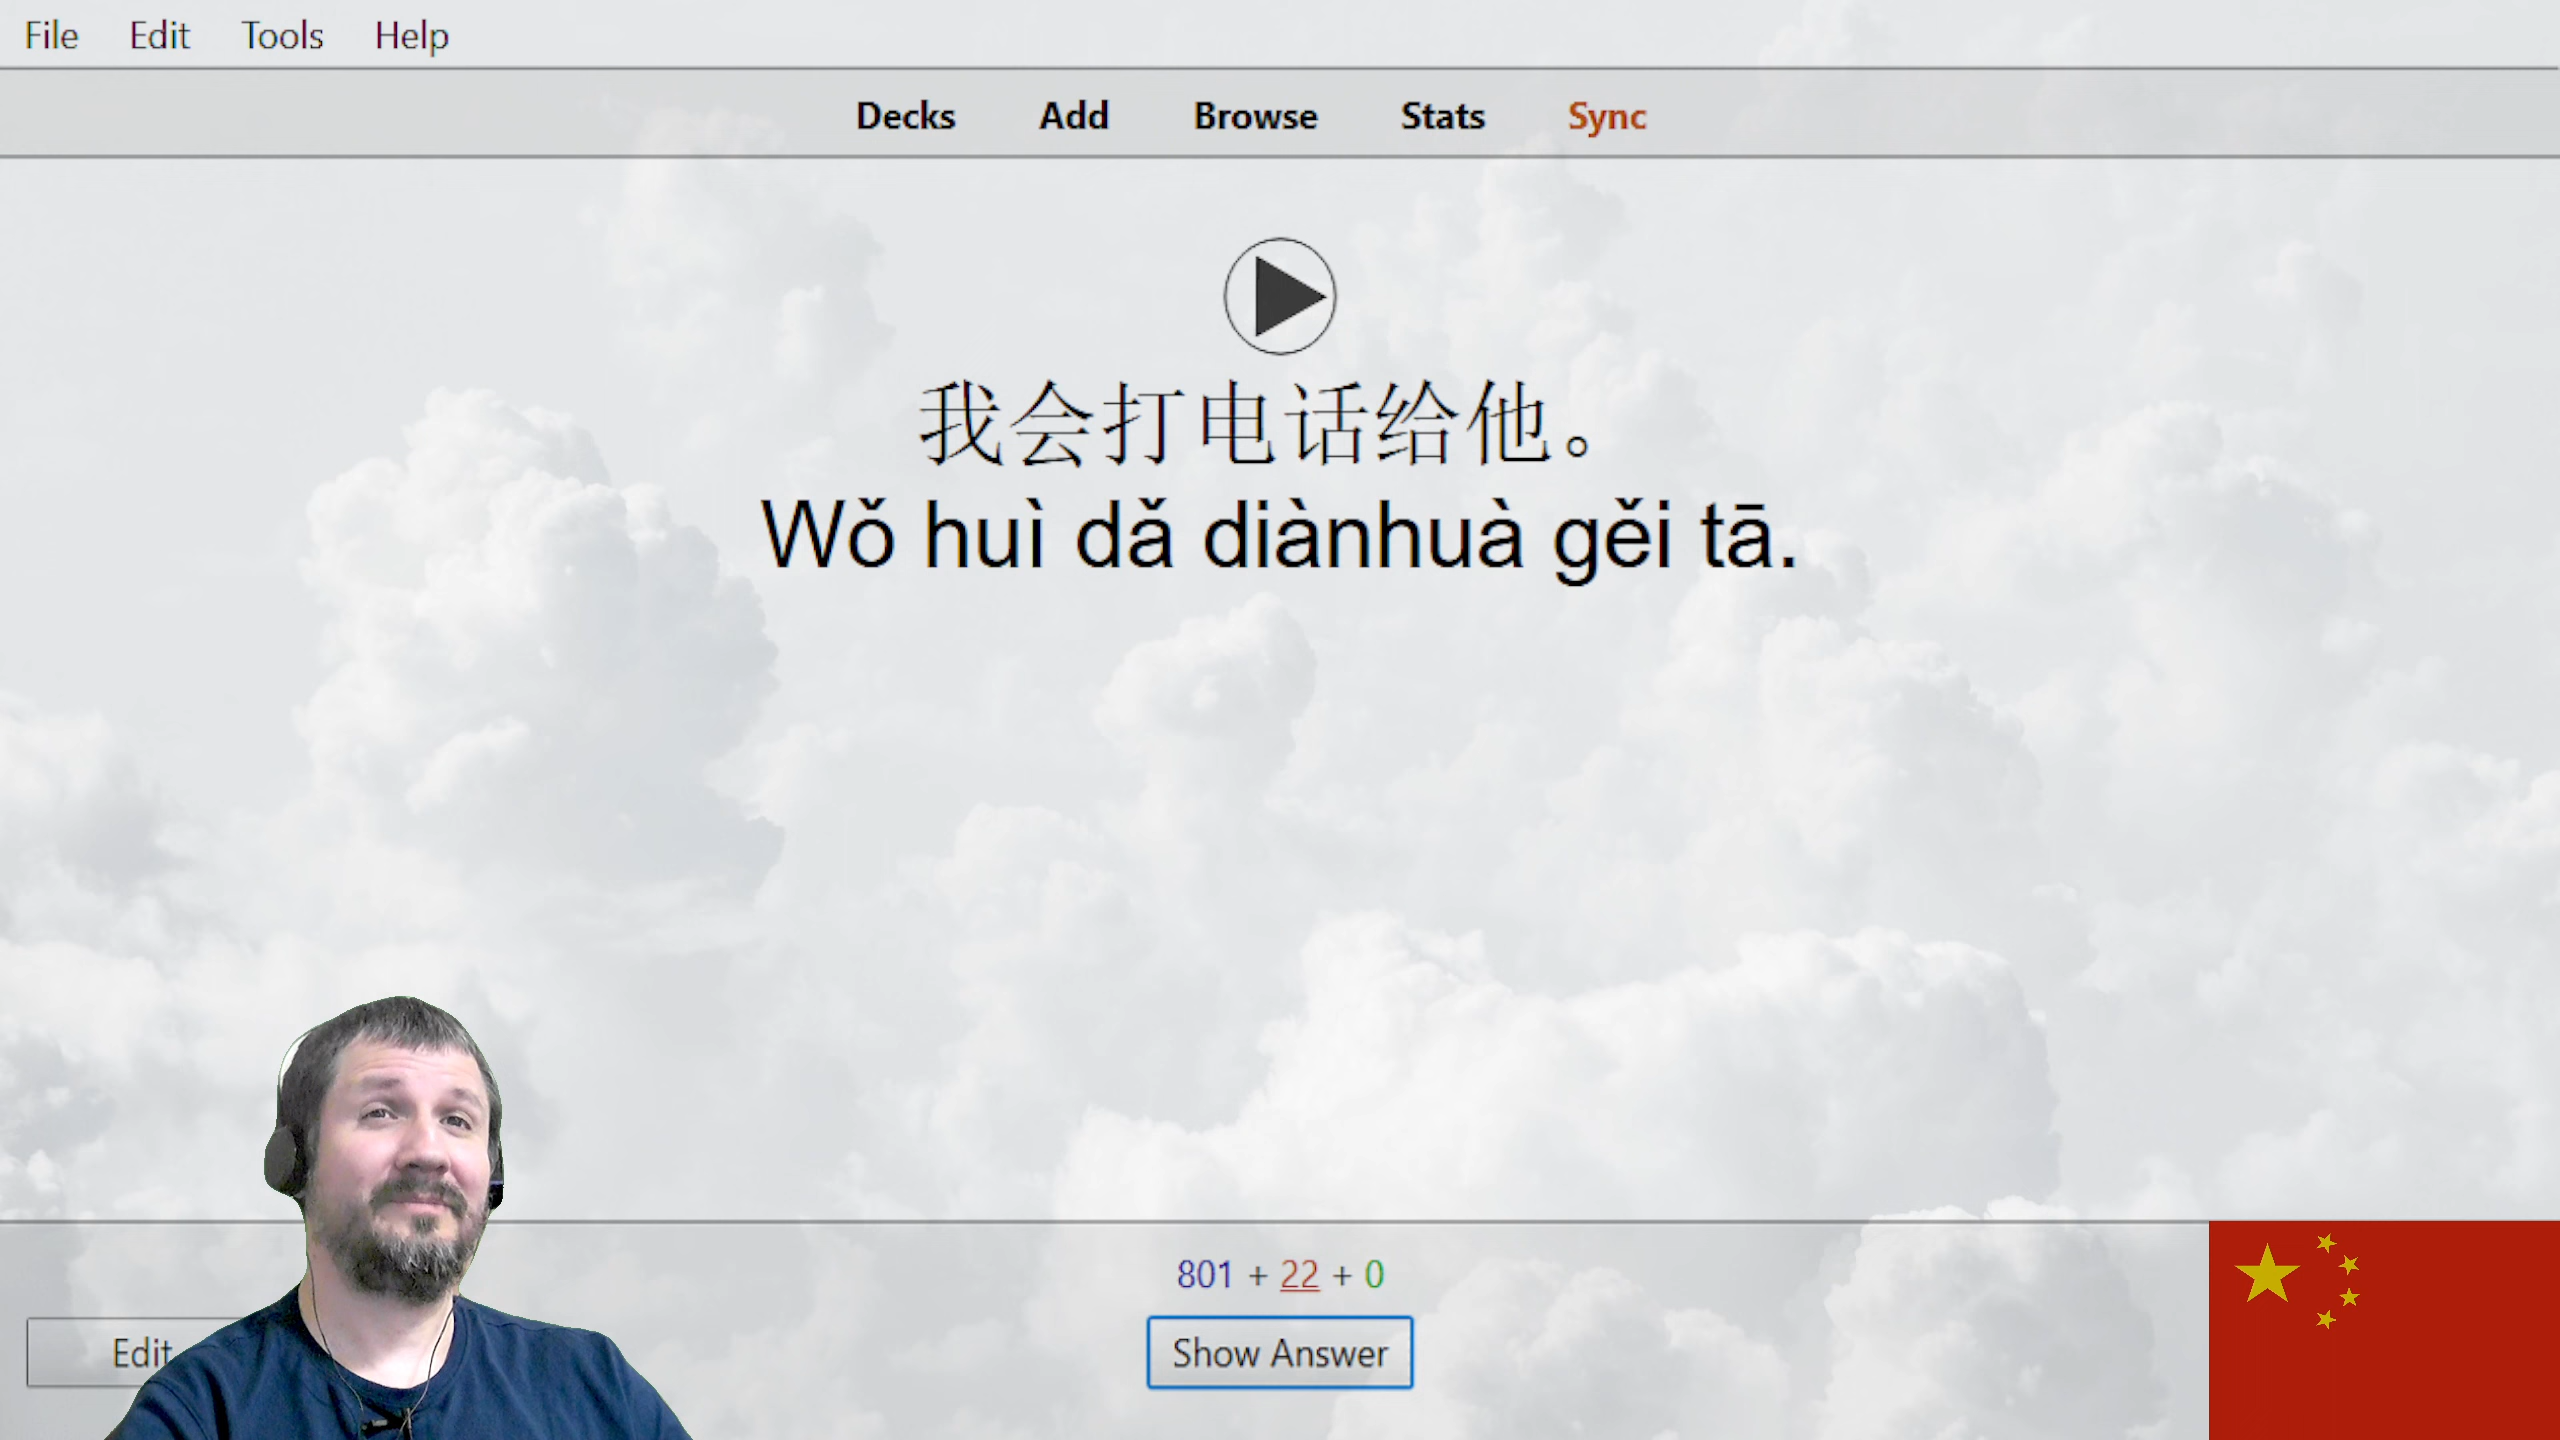 File Edit Tools Help
Decks Add Browse Stats Sync
我会打电话给他。
Wǒ huì dǎ diànhuà gěi tā.
801 + 22 + 0
Edit
Show Answer